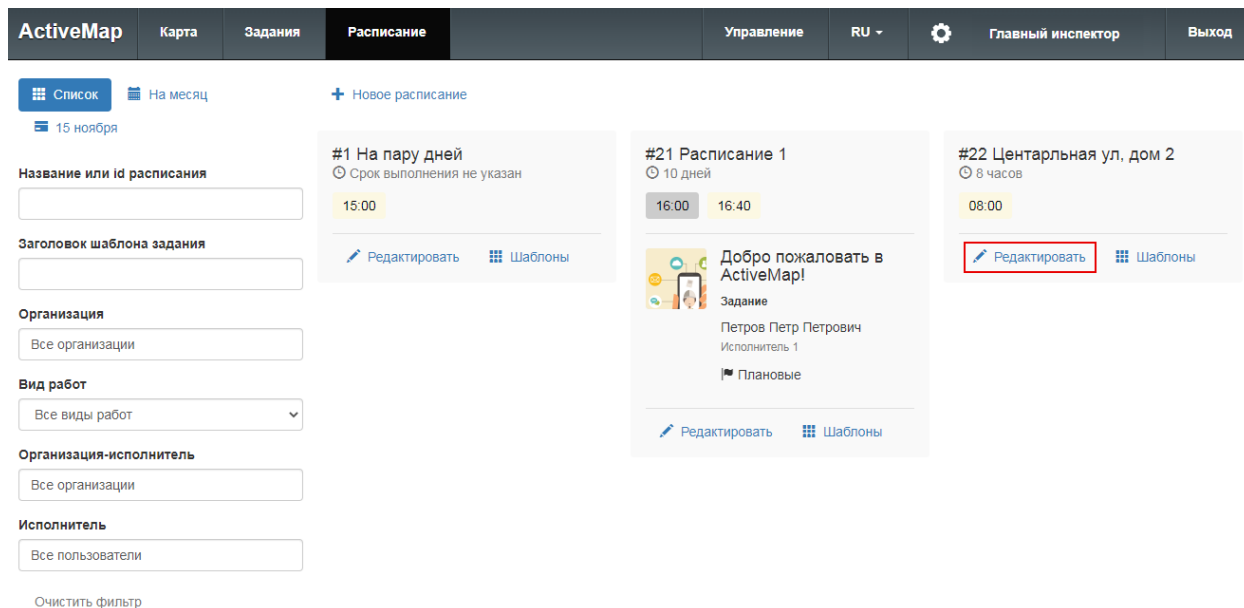 ActiveMap Карта Задания Расписание Управление RU Главный инспектор Выход
Список На месяц
15 ноября
Название или id расписания
Заголовок шаблона задания
Организация
Все организации
Вид работ
Все виды работ
Организация-исполнитель
Все организации
Исполнитель
Все пользователи
Очистить фильтр
Новое расписание
#1 На пару дней
Срок выполнения не указан
15:00
Редактировать Шаблоны
#21 Расписание 1
10 дней
16:00 16:40
Добро пожаловать в
ActiveMap!
Задание
Петров Петр Петрович
Исполнитель 1
Плановые
Редактировать Шаблоны
#22 Центарльная ул, дом 2
8 часов
08:00
Редактировать Шаблоны